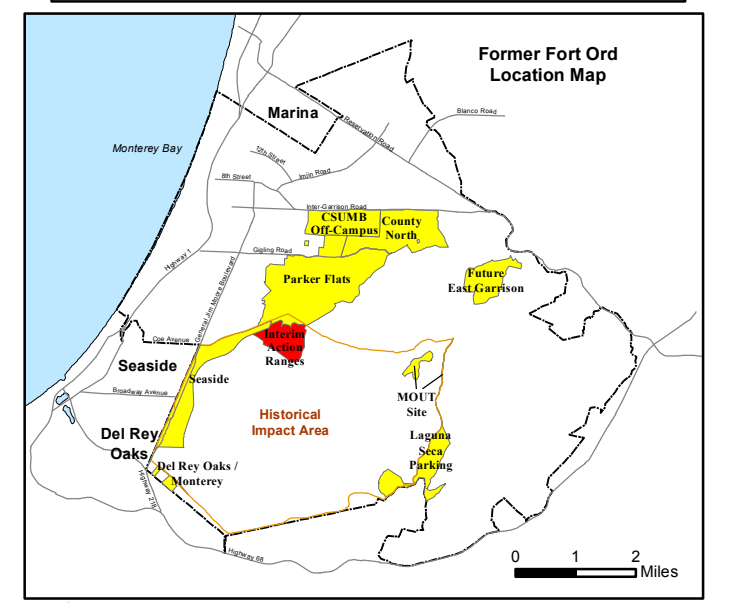 Former Fort Ord
Location Map
Marina
Blanco Road
Reservation Road
Monterey Bay
12th Street
Imjin Road
8th Street
Inter-Garrison Road
CSUMB
Off-Campus
County
North
Gigling Road
Highway 1
General Jim Moore Boulevard
Parker Flats
Future
East Garrison
Coe Avenue
Interim
Action
Ranges
Seaside
Seaside
Broadway Avenue
MOUT
Site
Historical
Impact Area
Del Rey
Oaks
Laguna
Seca
Parking
Del Rey Oaks /
Monterey
Highway 218
Highway 68
0 1 2
Miles